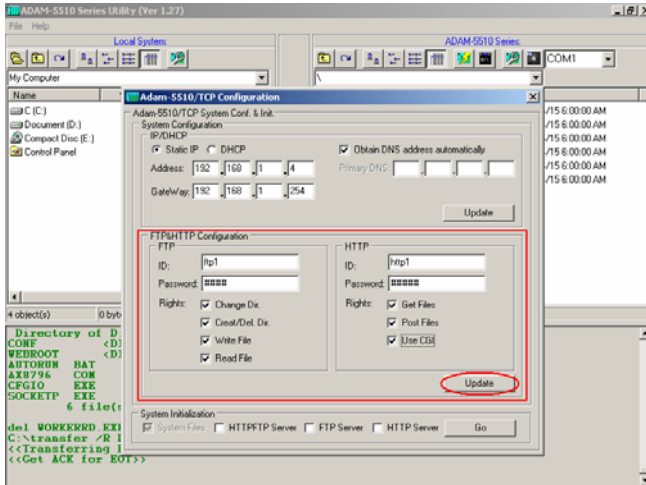 ADAM-5510 Series Utility (Ver 1.27)
File Help
Local System:
ADAM-5510 Series:
COM1
My Computer
\
Name
C (C:)
Document (D:)
Compact Disc (E:)
Control Panel
/15 6:00:00 AM
/15 6:00:00 AM
/15 6:00:00 AM
/15 6:00:00 AM
/15 6:00:00 AM
/15 6:00:00 AM
Adam-5510/TCP Configuration
Adam-5510/TCP System Conf. & Init.
System Configuration
IP/DHCP
Static IP DHCP
Obtain DNS address automatically
Address: 192 .168 .1 .4
Primary DNS: . . .
GateWay: 192 .168 .1 .254
Update
FTP&HTTP Configuration
FTP
ID: ftp1
Password: ####
Rights: Change Dir.
Creat/Del. Dir.
Write File
Read File
HTTP
ID: http1
Password: #####
Rights: Get Files
Post Files
Use CGI
Update
System Initialization
System Files HTTPFTP Server FTP Server HTTP Server Go
4 object(s) 0 byt
Directory of D
CONF <D
WEBROOT <D
AUTORUN BAT
AX8796 COM
CFGIO EXE
SOCKETP EXE
6 file(s
del WORKERRD.EX
C:\transfer /R
<<Transferring
<<Get ACK for EOT>>